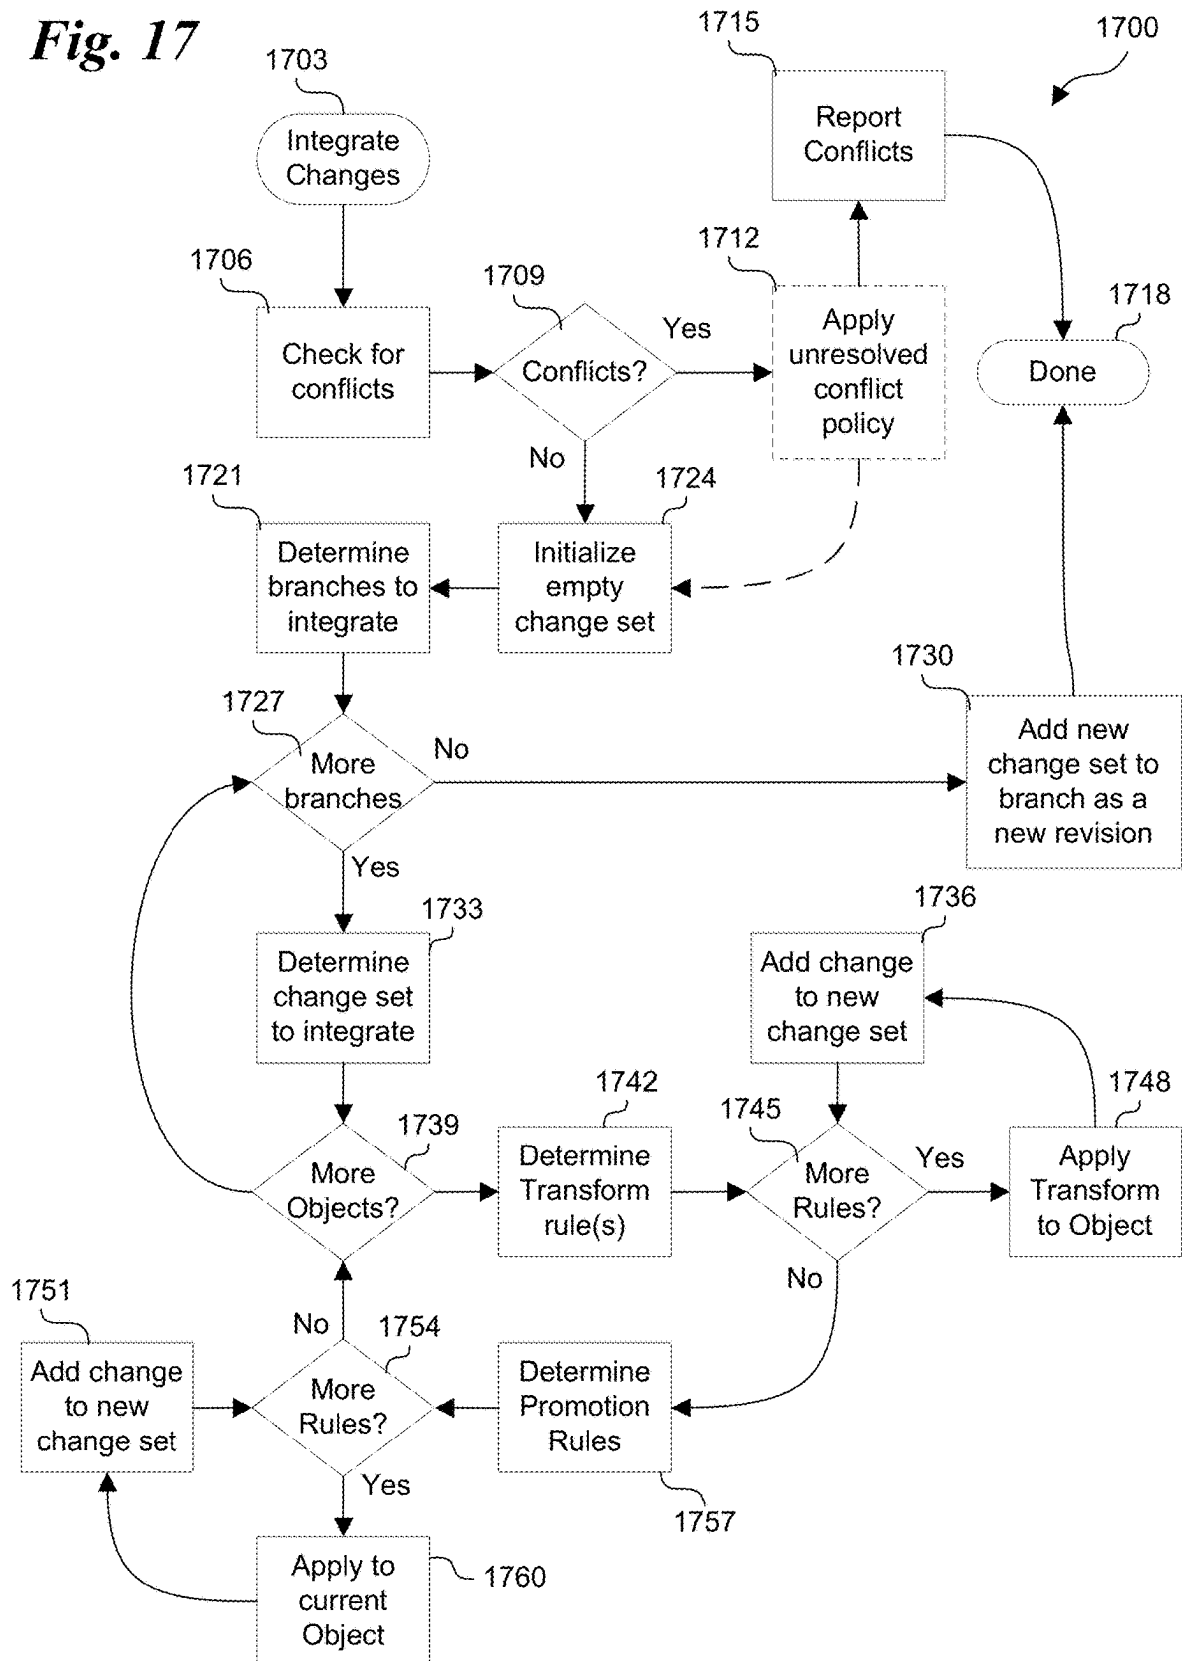 Fig. 17
1700
1703
Integrate
Changes
1715
Report
Conflicts
1706
Check for
conflicts
1709
Conflicts?
Yes
No
1712
Apply
unresolved
conflict
policy
1718
Done
1721
Determine
branches to
integrate
1724
Initialize
empty
change set
1727
More
branches
No
Yes
1730
Add new
change set to
branch as a
new revision
1733
Determine
change set
to integrate
1736
Add change
to new
change set
1739
More
Objects?
1742
Determine
Transform
rule(s)
1745
More
Rules?
Yes
No
1748
Apply
Transform
to Object
1751
Add change
to new
change set
No
1754
More
Rules?
Yes
Determine
Promotion
Rules
1757
Apply to
current
Object
1760